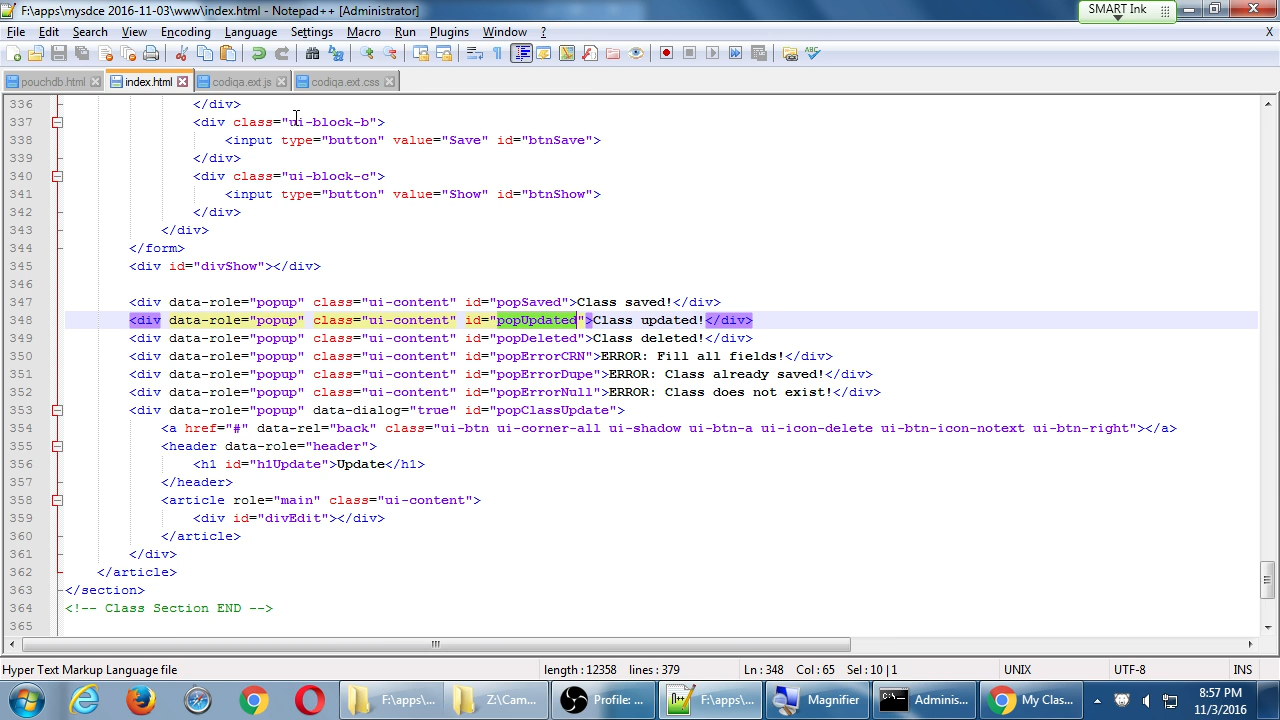 F:\apps\mysdce 2016-11-03\www\index.html - Notepad++ [Administrator]
SMART Ink
File Edit Search View Encoding Language Settings Macro Run Plugins Window ? X
pouchdb.html index.html codiqa.ext.js codiqa.ext.css
336 </div>
337 <div class="ui-block-b">
338 <input type="button" value="Save" id="btnSave">
339 </div>
340 <div class="ui-block-c">
341 <input type="button" value="Show" id="btnShow">
342 </div>
343 </div>
344 </form>
345 <div id="divShow"></div>
346
347 <div data-role="popup" class="ui-content" id="popSaved">Class saved!</div>
348 <div data-role="popup" class="ui-content" id="popUpdated">Class updated!</div>
349 <div data-role="popup" class="ui-content" id="popDeleted">Class deleted!</div>
350 <div data-role="popup" class="ui-content" id="popErrorCRN">ERROR: Fill all fields!</div>
351 <div data-role="popup" class="ui-content" id="popErrorDupe">ERROR: Class already saved!</div>
352 <div data-role="popup" class="ui-content" id="popErrorNull">ERROR: Class does not exist!</div>
353 <div data-role="popup" data-dialog="true" id="popClassUpdate">
354 <a href="#" data-rel="back" class="ui-btn ui-corner-all ui-shadow ui-btn-a ui-icon-delete ui-btn-icon-notext ui-btn-right"></a>
355 <header data-role="header">
356 <h1 id="h1Update">Update</h1>
357 </header>
358 <article role="main" class="ui-content">
359 <div id="divEdit"></div>
360 </article>
361 </div>
362 </article>
363 </section>
364 <!-- Class Section END -->
365
Hyper Text Markup Language file length : 12358 lines : 379 Ln : 348 Col : 65 Sel : 10 | 1 UNIX UTF-8 INS
F:\apps\... Z:\Cam... Profile: ... F:\apps\... Magnifier Adminis... My Clas... 8:57 PM
11/3/2016